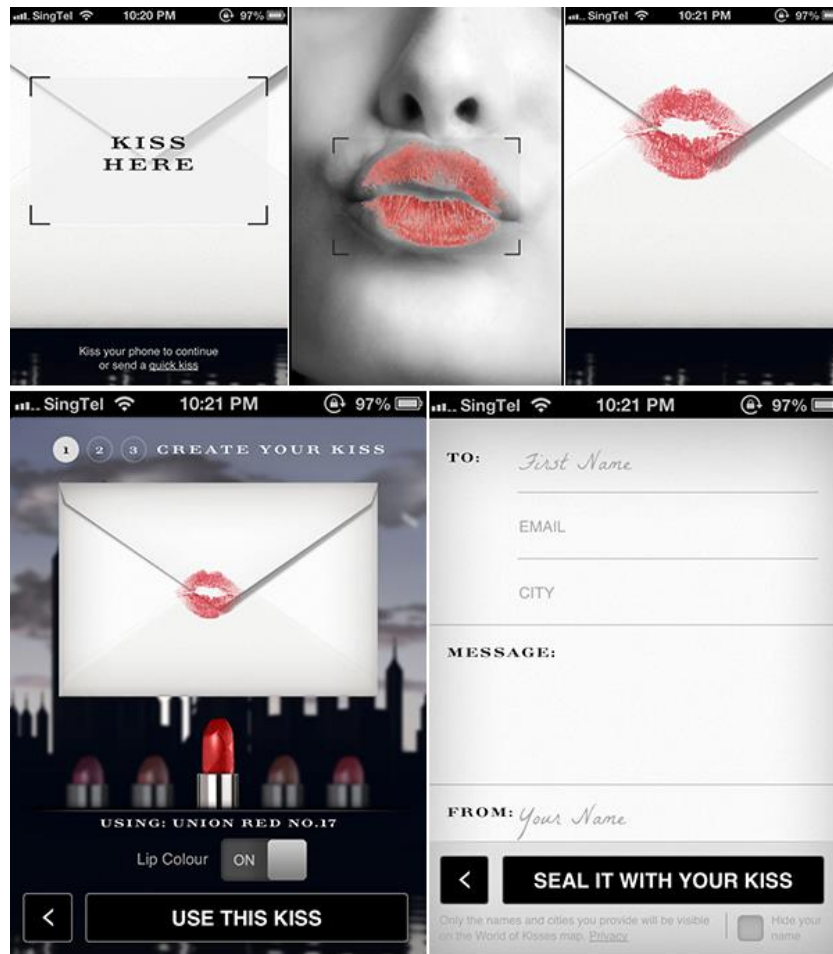 SingTel 10:20 PM 97%
KISS
HERE
Kiss your phone to continue
or send a quick kiss
SingTel 10:21 PM 97%
SingTel 10:21 PM 97%
1 2 3 CREATE YOUR KISS
USING: UNION RED NO.17
Lip Colour ON
< USE THIS KISS
SingTel 10:21 PM 97%
TO: First Name
EMAIL
CITY
MESSAGE:
FROM: Your Name
< SEAL IT WITH YOUR KISS
Only the names and cities you provide will be visible
on the World of Kisses map. Privacy
Hide your
name